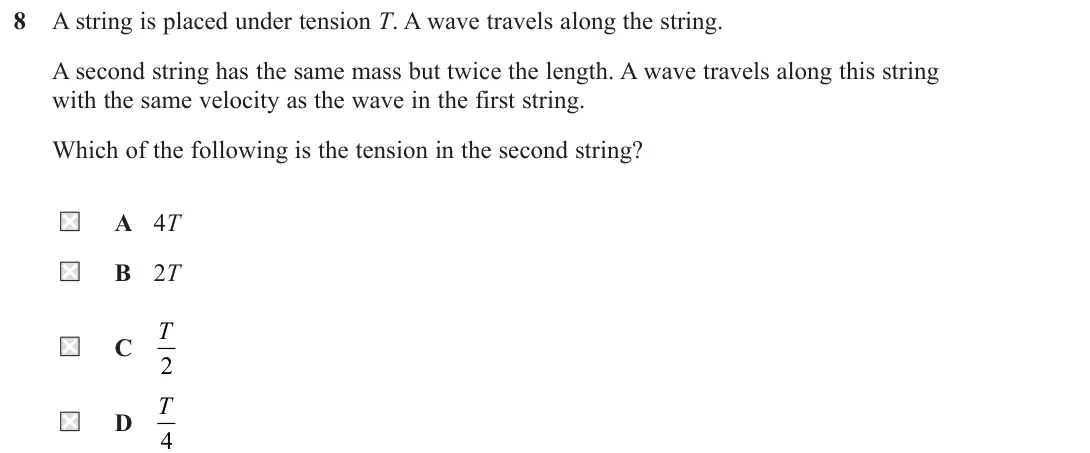 8 A string is placed under tension T. A wave travels along the string.
A second string has the same mass but twice the length. A wave travels along this string
with the same velocity as the wave in the first string.
Which of the following is the tension in the second string?
A 4T
B 2T
C T/2
D T/4